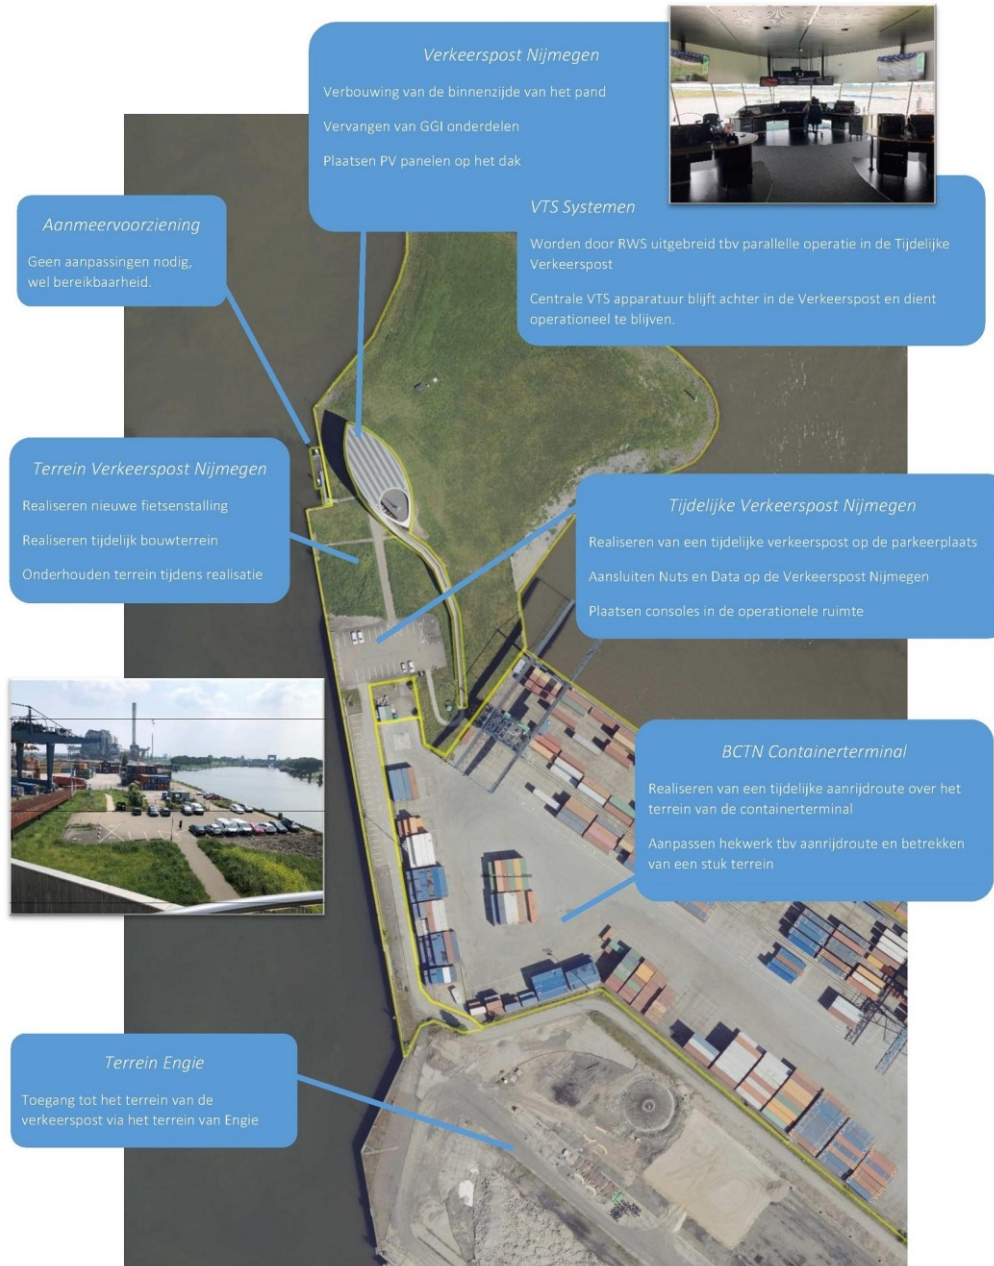 Verkeerspost Nijmegen
Verbouwing van de binnenzijde van het pand
Vervangen van GGI onderdelen
Plaatsen PV panelen op het dak
VTS Systemen
Worden door RWS uitgebreid tbv parallelle operatie in de Tijdelijke
Verkeerspost
Centrale VTS apparatuur blijft achter in de Verkeerspost en dient
operationeel te blijven.
Aanmeervoorziening
Geen aanpassingen nodig,
wel bereikbaarheid.
Terrein Verkeerspost Nijmegen
Realiseren nieuwe fietsenstalling
Realiseren tijdelijk bouwterrein
Onderhouden terrein tijdens realisatie
Tijdelijke Verkeerspost Nijmegen
Realiseren van een tijdelijke verkeerspost op de parkeerplaats
Aansluiten Nuts en Data op de Verkeerspost Nijmegen
Plaatsen consoles in de operationele ruimte
BCTN Containerterminal
Realiseren van een tijdelijke aanrijdroute over het
terrein van de containerterminal
Aanpassen hekwerk tbv aanrijdroute en betrekken
van een stuk terrein
Terrein Engie
Toegang tot het terrein van de
verkeerspost via het terrein van Engie